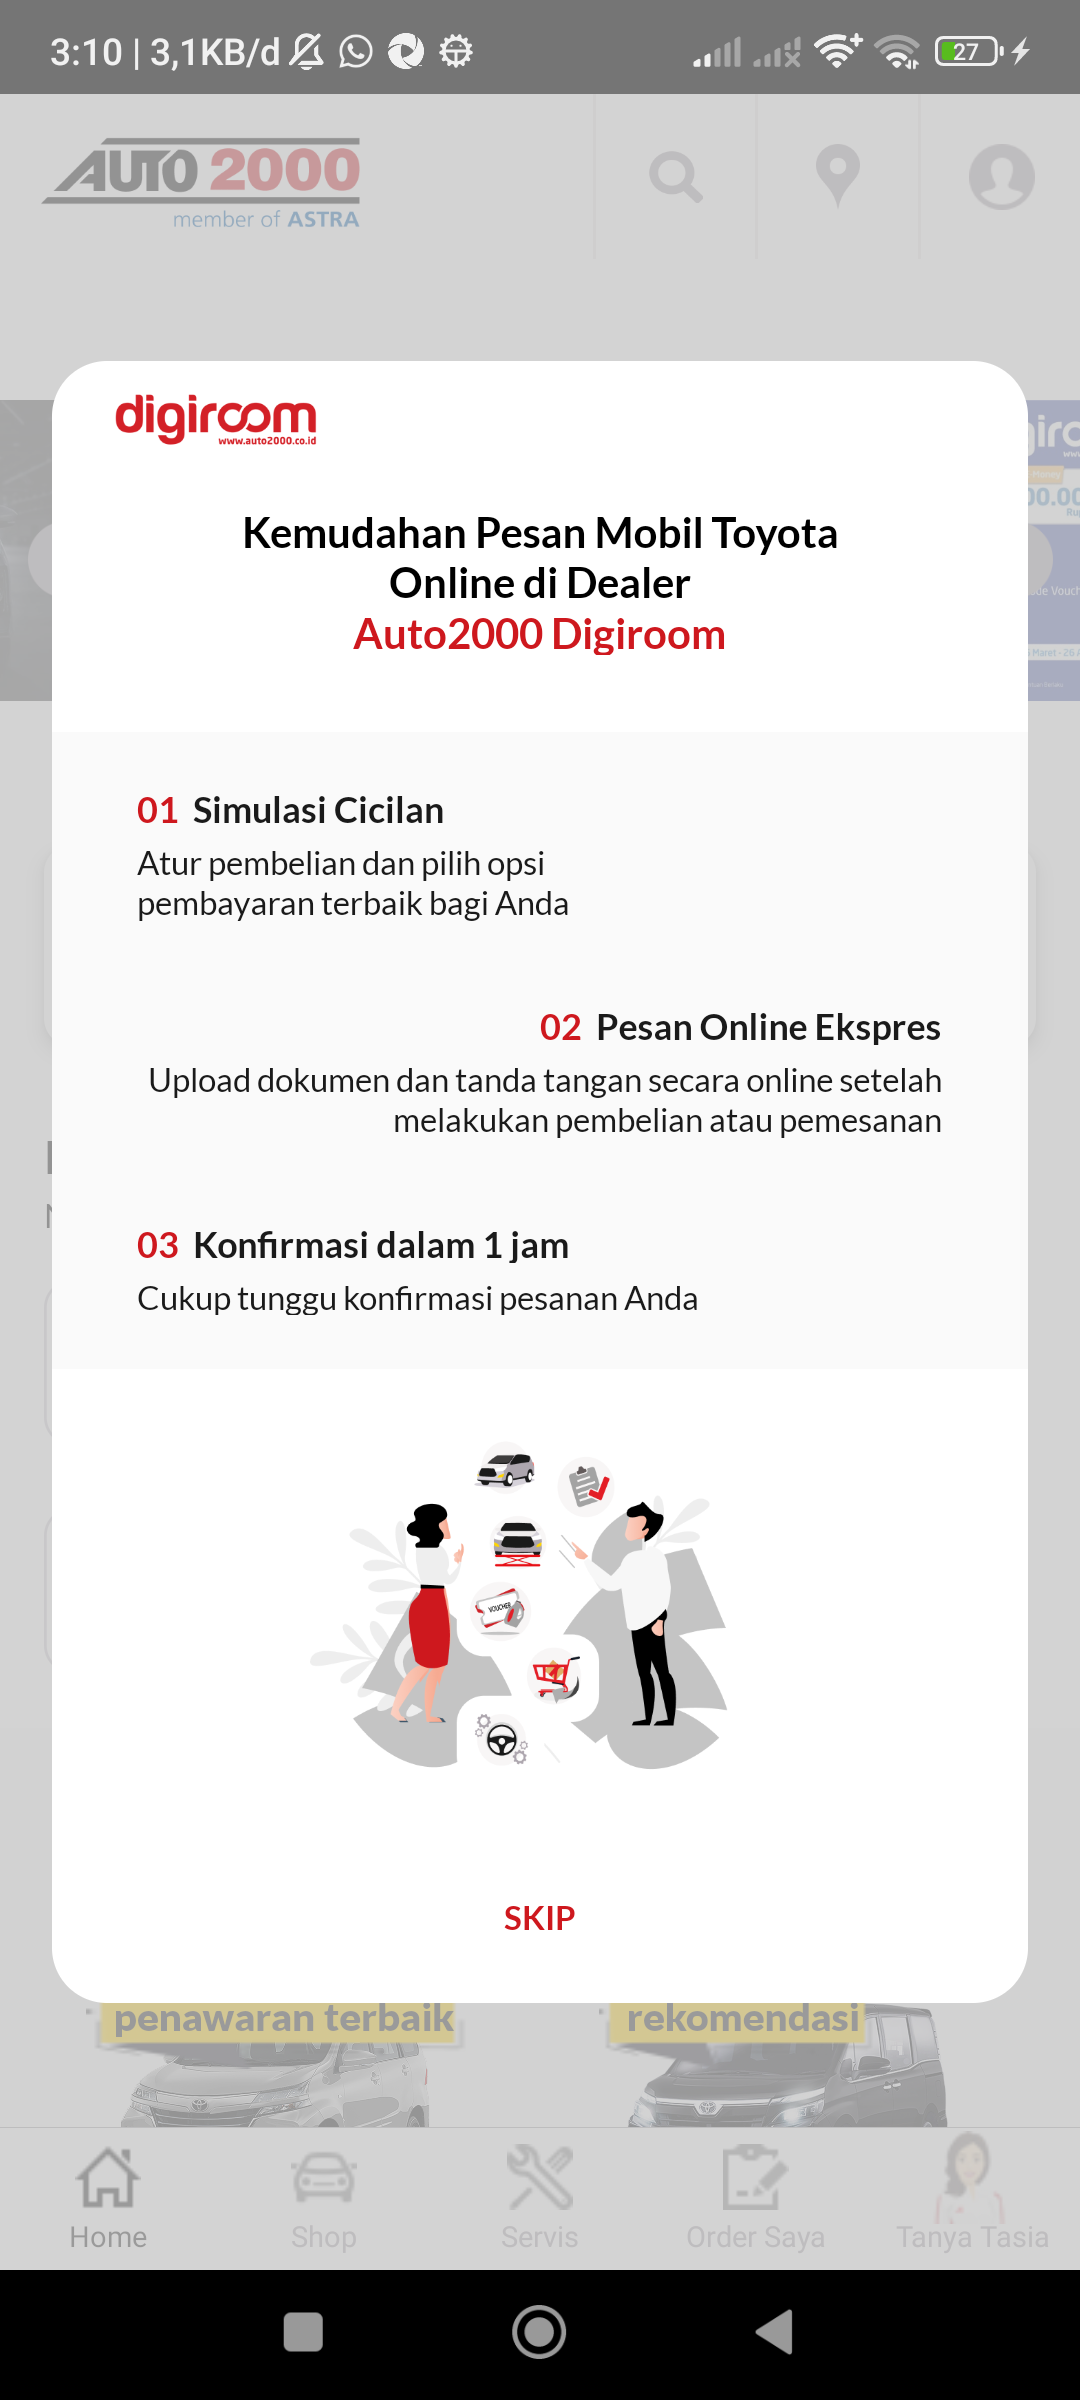 3:10 | 3,1KB/d
27
AUTO 2000
member of ASTRA
digiroom
www.auto2000.co.id
Kemudahan Pesan Mobil Toyota
Online di Dealer
Auto2000 Digiroom
01 Simulasi Cicilan
Atur pembelian dan pilih opsi
pembayaran terbaik bagi Anda
02 Pesan Online Ekspres
Upload dokumen dan tanda tangan secara online setelah
melakukan pembelian atau pemesanan
03 Konfirmasi dalam 1 jam
Cukup tunggu konfirmasi pesanan Anda
VOUCHER
SKIP
penawaran terbaik
rekomendasi
Home
Shop
Servis
Order Saya
Tanya Tasia